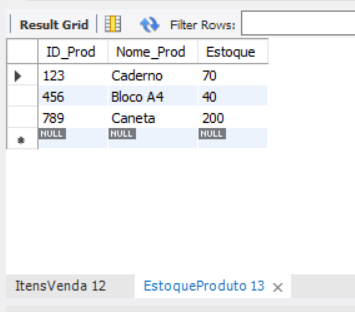 Result Grid Filter Rows:
ID_Prod Nome_Prod Estoque
123 Caderno 70
456 Bloco A4 40
789 Caneta 200
NULL NULL NULL
ItensVenda 12 EstoqueProduto 13